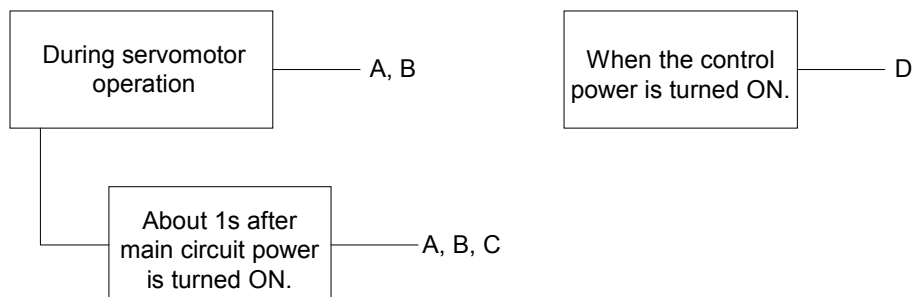 During servomotor
operation
A, B
When the control
power is turned ON.
D
About 1s after
main circuit power
is turned ON.
A, B, C